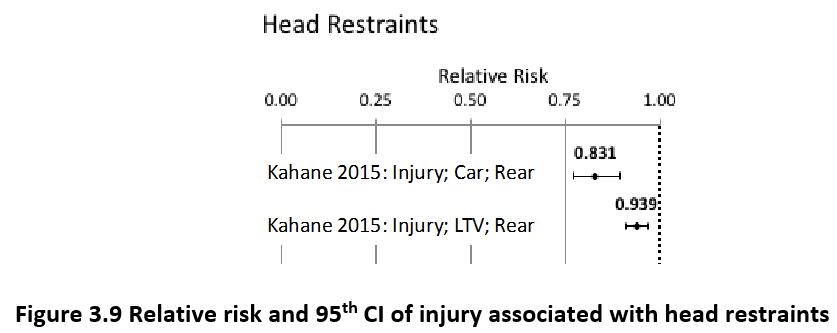 Head Restraints
Relative Risk
0.00 0.25 0.50 0.75 1.00
0.831
Kahane 2015: Injury; Car; Rear
0.939
Kahane 2015: Injury; LTV; Rear
Figure 3.9 Relative risk and 95th CI of injury associated with head restraints